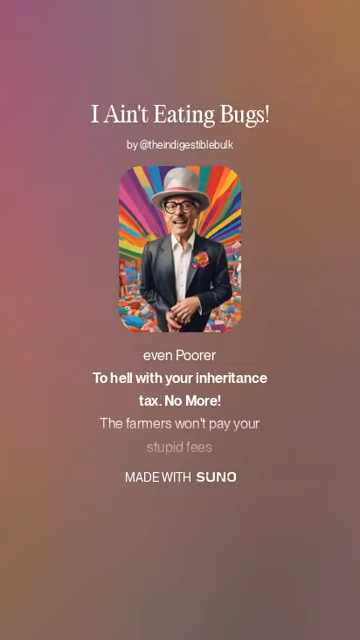 I Ain't Eating Bugs!
by @theindigestiblebulk
even Poorer
To hell with your inheritance
tax. No More!
The farmers won't pay your
stupid fees
MADE WITH SUNO